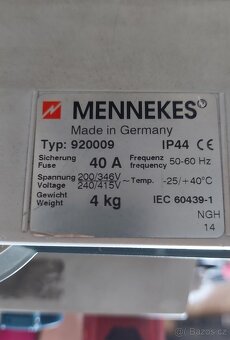 MENNEKES®
Made in Germany
Typ: 920009 IP44 CE
Sicherung Fuse 40 A Frequenz frequency 50-60 Hz
Spannung Voltage 200/346V~ 240/415V~ Temp. -25/+40°C
Gewicht Weight 4 kg IEC 60439-1
NGH
14
Bazoš.cz